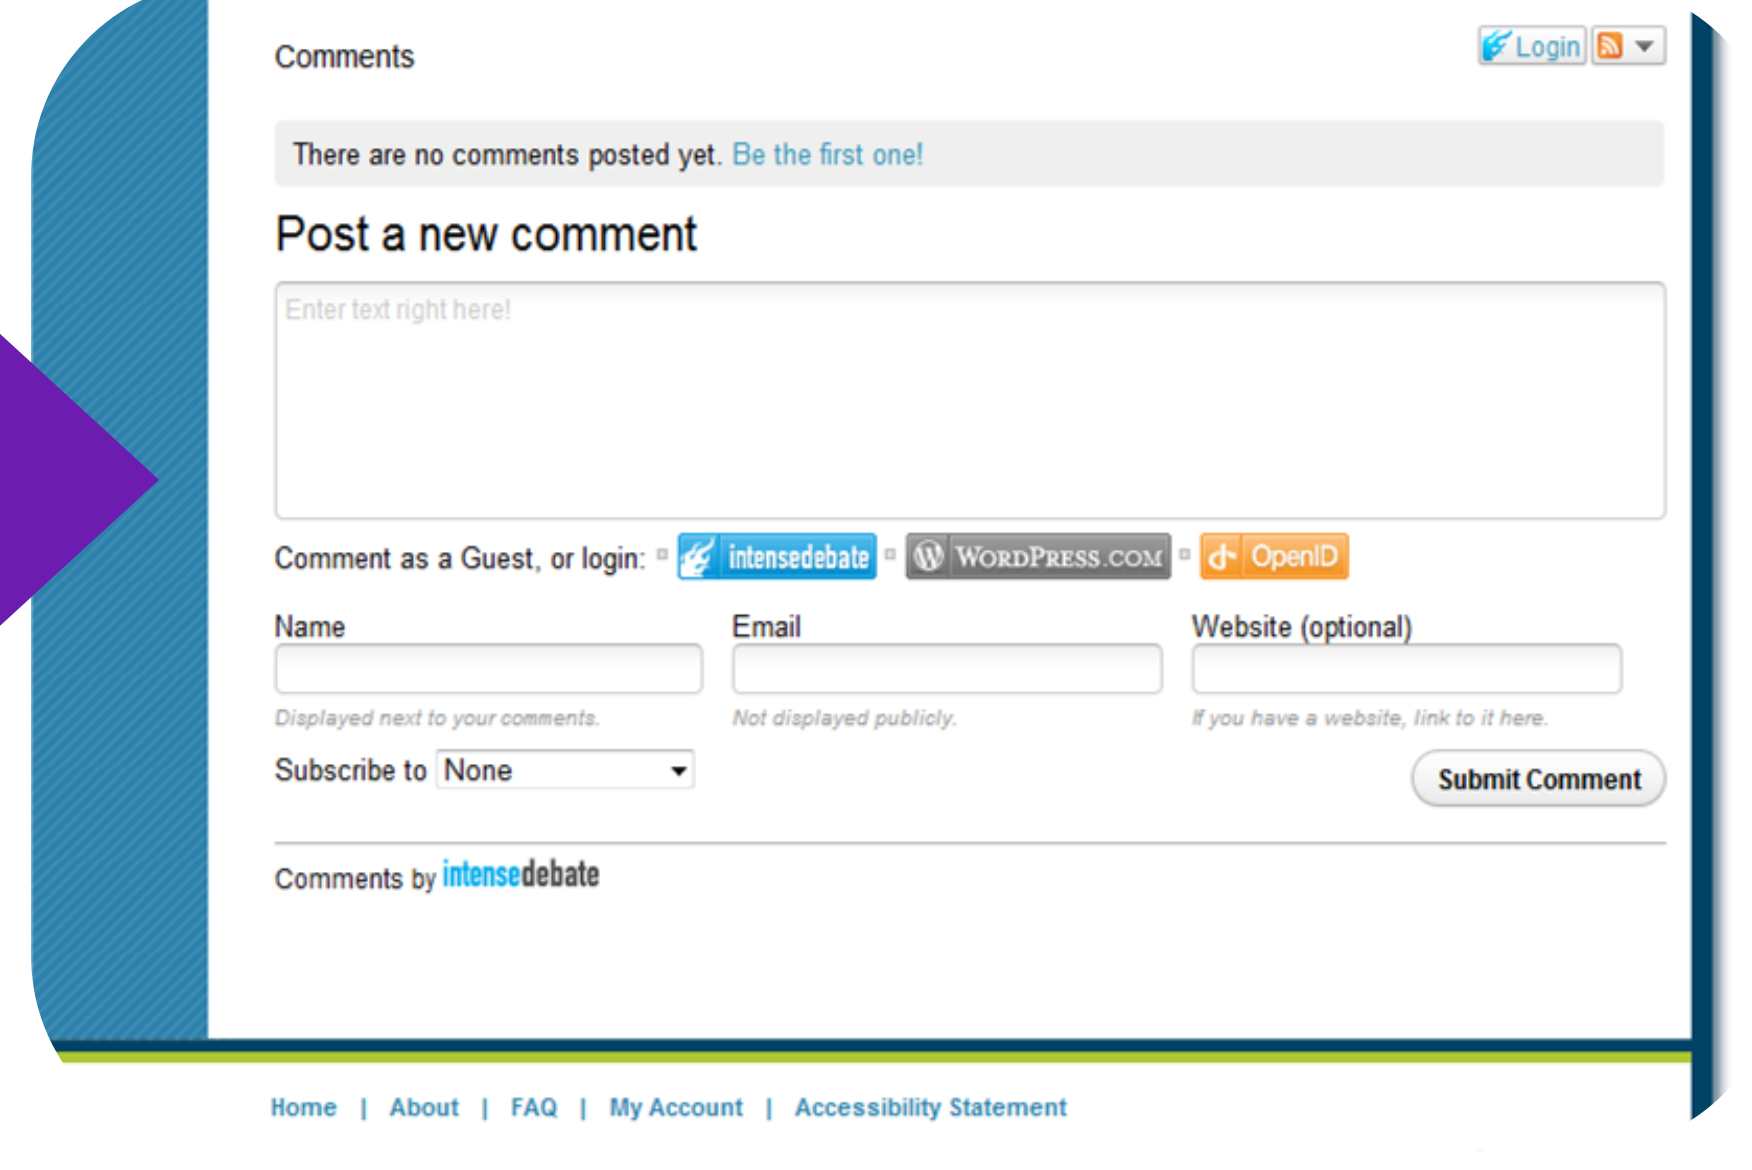 Comments
Login
There are no comments posted yet. Be the first one!
Post a new comment
Enter text right here!
Comment as a Guest, or login: intensedebate WORDPRESS.COM OpenID
Name Email Website (optional)
Displayed next to your comments. Not displayed publicly. If you have a website, link to it here.
Subscribe to None Submit Comment
Comments by intensedebate
Home | About | FAQ | My Account | Accessibility Statement